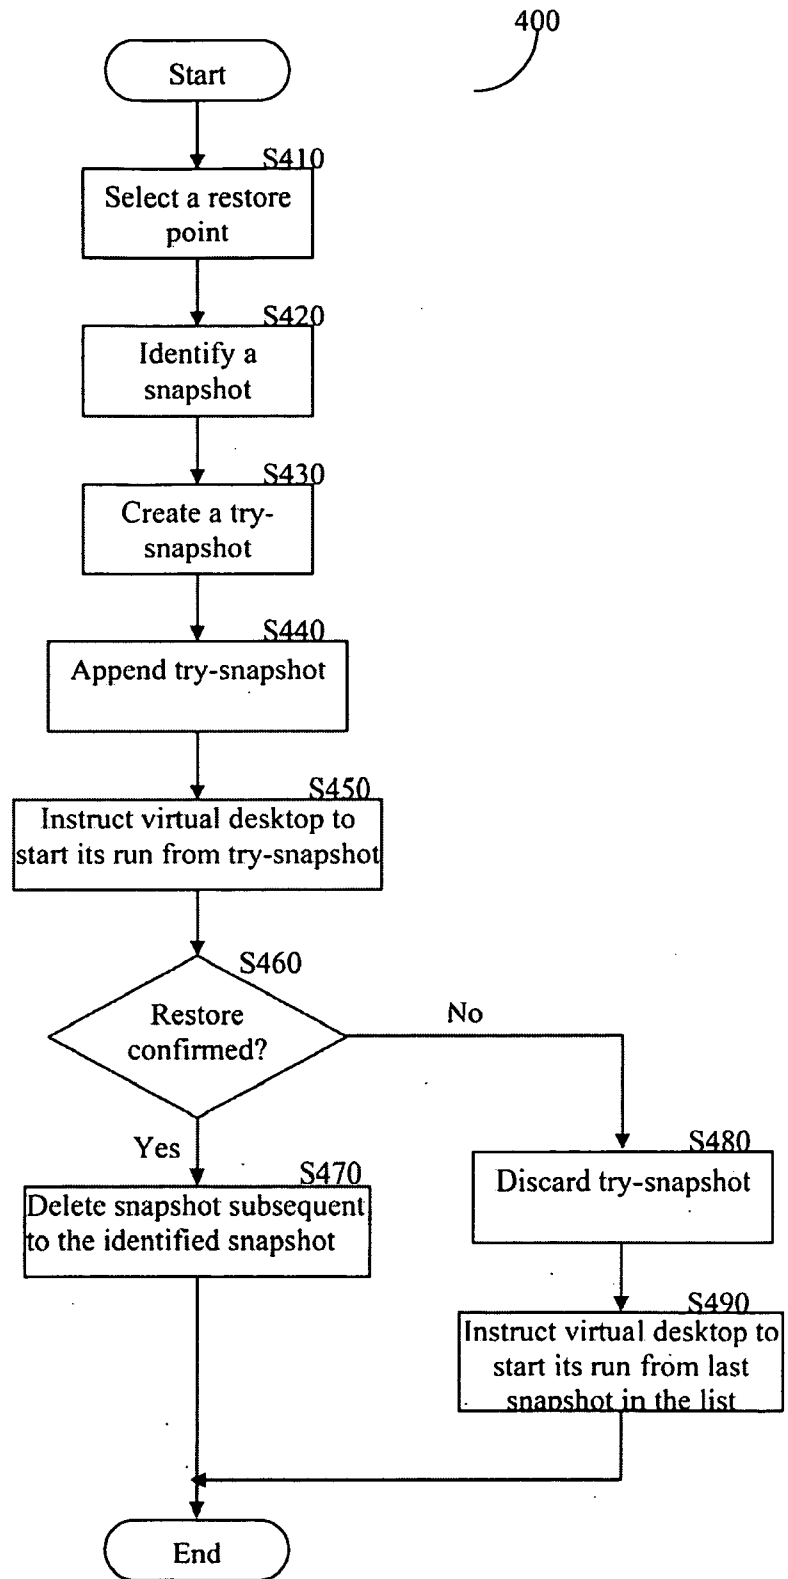 400
Start
S410
Select a restore
point
S420
Identify a
snapshot
S430
Create a try-
snapshot
S440
Append try-snapshot
S450
Instruct virtual desktop to
start its run from try-snapshot
S460
Restore
confirmed?
No
Yes
S470
Delete snapshot subsequent
to the identified snapshot
S480
Discard try-snapshot
S490
Instruct virtual desktop to
start its run from last
snapshot in the list
End